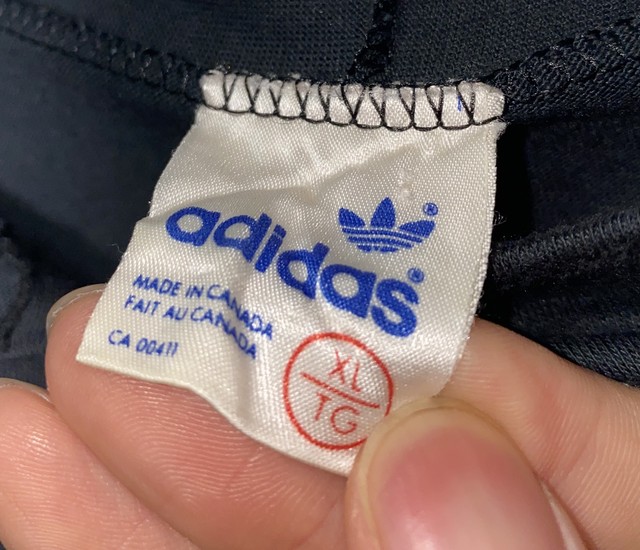 adidas®
®
MADE IN CANADA
FAIT AU CANADA
CA 00411
XL
TG